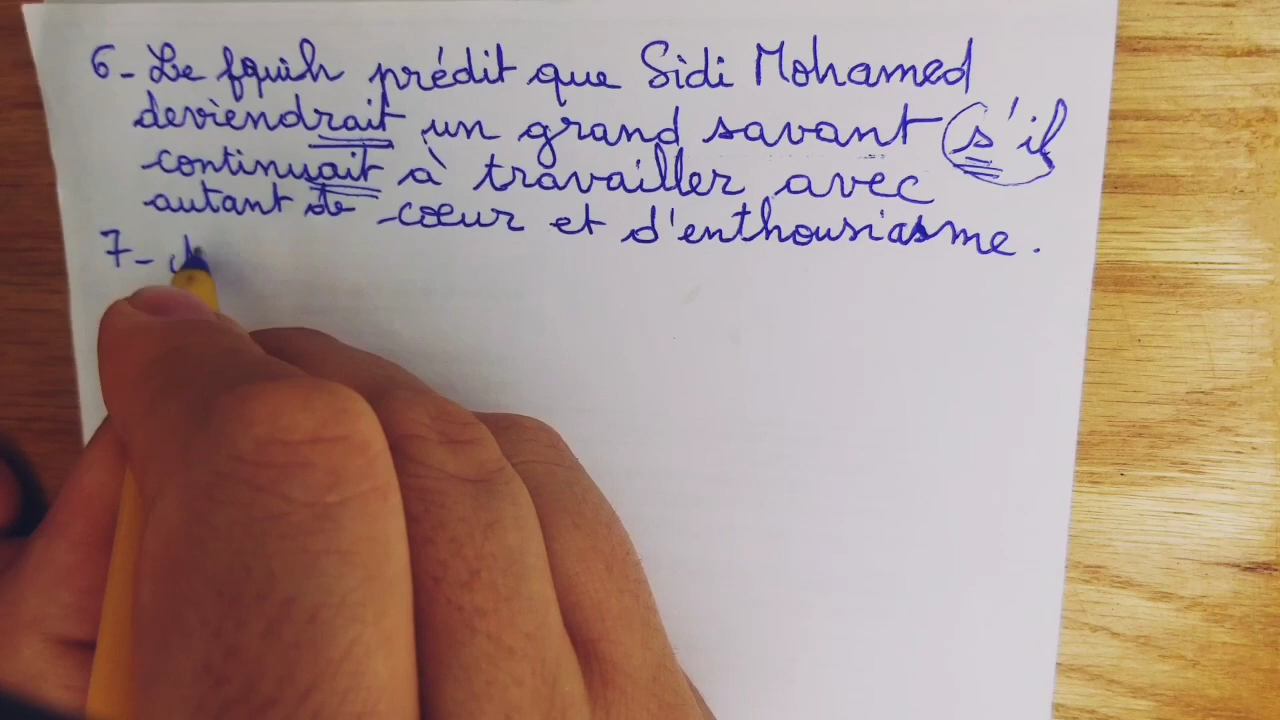 6- Le fquih prédit que Sidi Mohamed
deviendrait un grand savant s'il
continuait à travailler avec
autant de coeur et d'enthousiasme.
7-